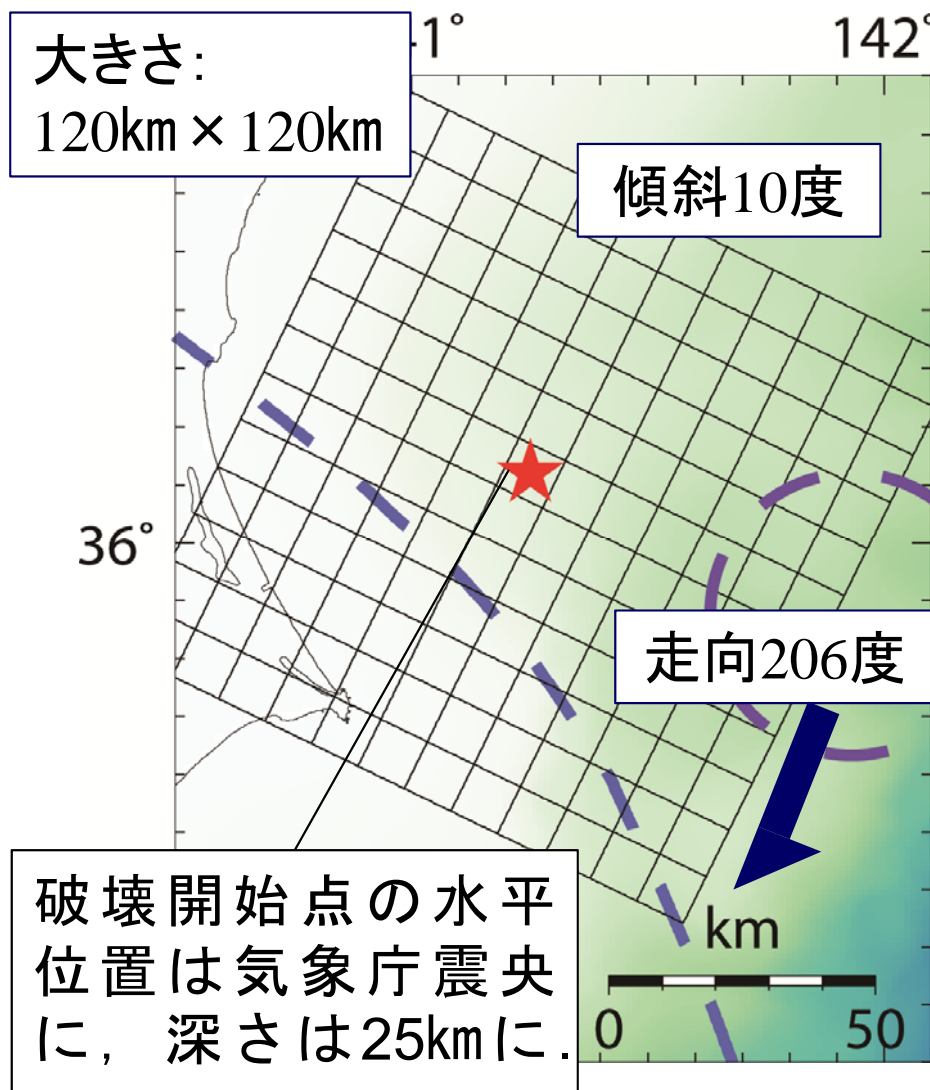 大きさ:
120㎞×120㎞
142°
傾斜10度
36°
走向206度
km
0 50
破壊開始点の水平
位置は気象庁震央
に，深さは25㎞に.